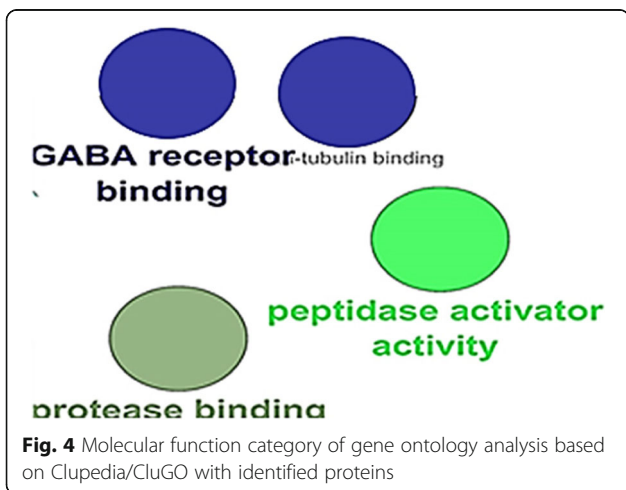 GABA receptor
-tubulin binding
binding
peptidase activator
activity
protease binding
Fig. 4 Molecular function category of gene ontology analysis based
on Clupedia/CluGO with identified proteins